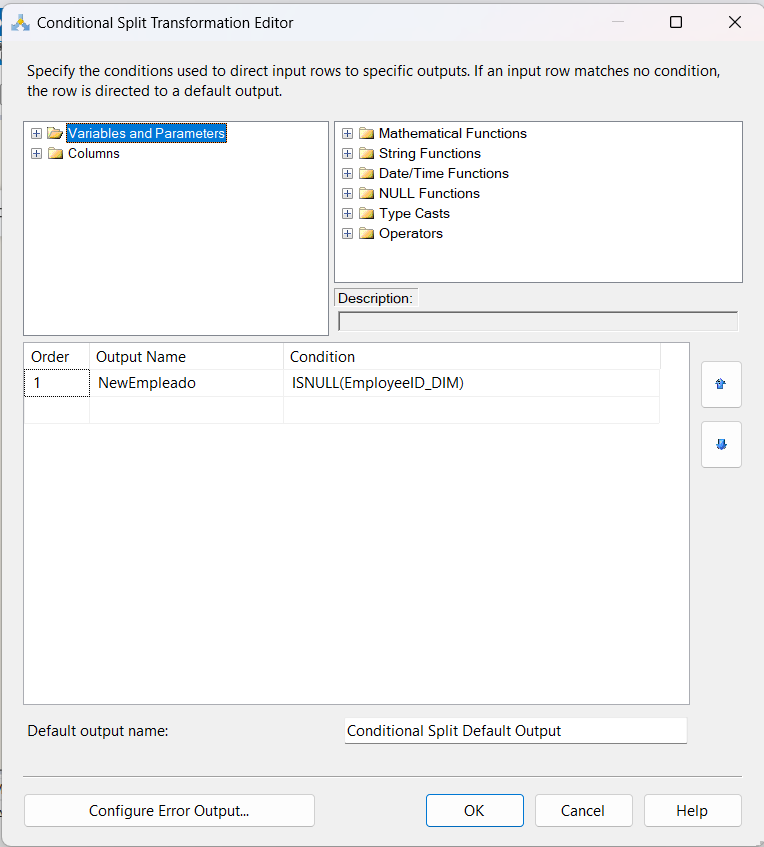 Conditional Split Transformation Editor
Specify the conditions used to direct input rows to specific outputs. If an input row matches no condition,
the row is directed to a default output.
Variables and Parameters
Columns
Mathematical Functions
String Functions
Date/Time Functions
NULL Functions
Type Casts
Operators
Description:
Order Output Name Condition
1 NewEmpleado ISNULL(EmployeeID_DIM)
Default output name: Conditional Split Default Output
Configure Error Output... OK Cancel Help